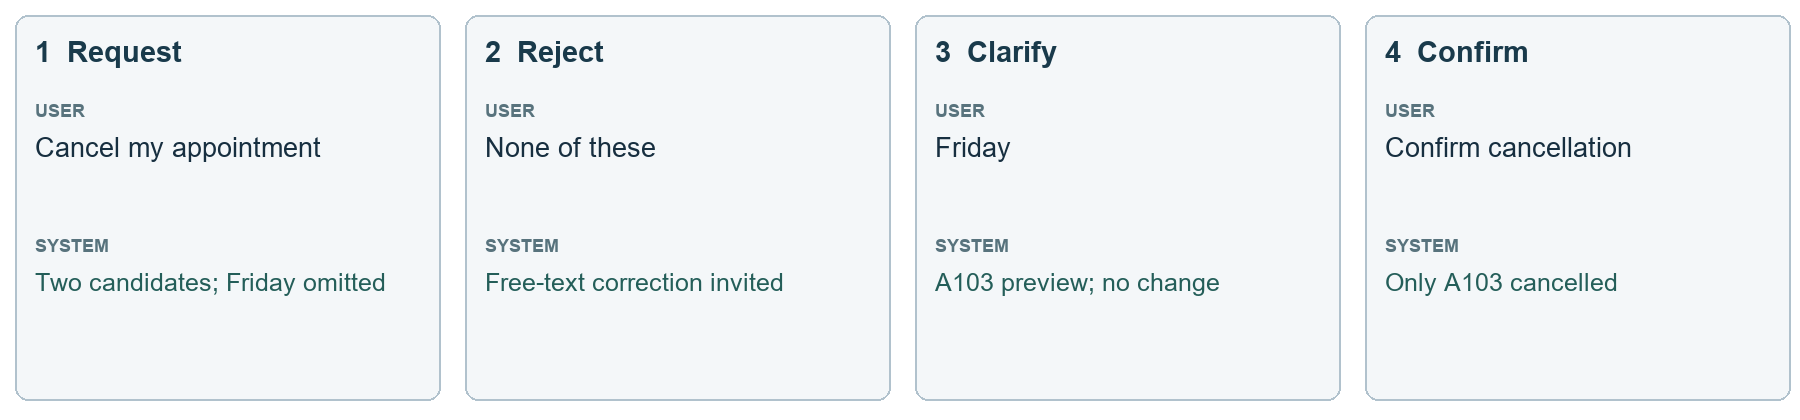 1 Request
USER
Cancel my appointment
SYSTEM
Two candidates; Friday omitted
2 Reject
USER
None of these
SYSTEM
Free-text correction invited
3 Clarify
USER
Friday
SYSTEM
A103 preview; no change
4 Confirm
USER
Confirm cancellation
SYSTEM
Only A103 cancelled